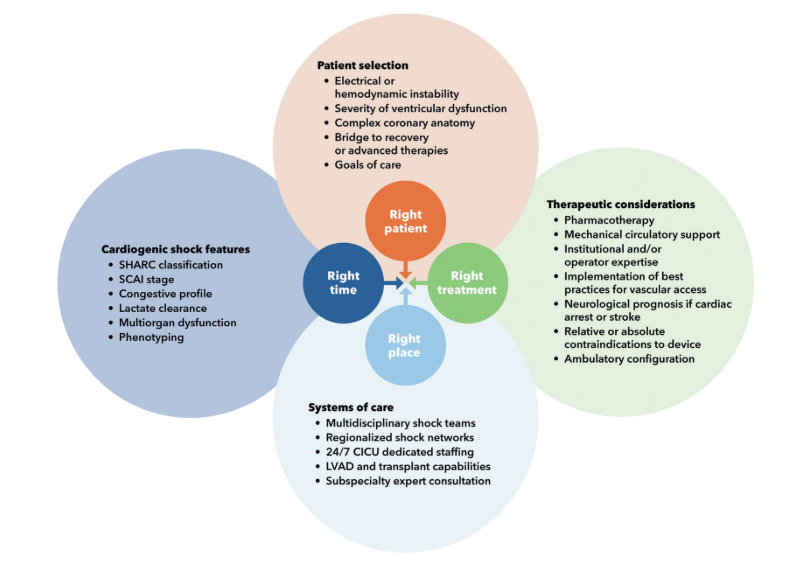 Patient selection
• Electrical or
hemodynamic instability
• Severity of ventricular dysfunction
• Complex coronary anatomy
• Bridge to recovery
or advanced therapies
• Goals of care
Right
patient
Cardiogenic shock features
• SHARC classification
• SCAI stage
• Congestive profile
• Lactate clearance
• Multiorgan dysfunction
• Phenotyping
Right
time
Right
treatment
Therapeutic considerations
• Pharmacotherapy
• Mechanical circulatory support
• Institutional and/or
operator expertise
• Implementation of best
practices for vascular access
• Neurological prognosis if cardiac
arrest or stroke
• Relative or absolute
contraindications to device
• Ambulatory configuration
Right
place
Systems of care
• Multidisciplinary shock teams
• Regionalized shock networks
• 24/7 CICU dedicated staffing
• LVAD and transplant capabilities
• Subspecialty expert consultation